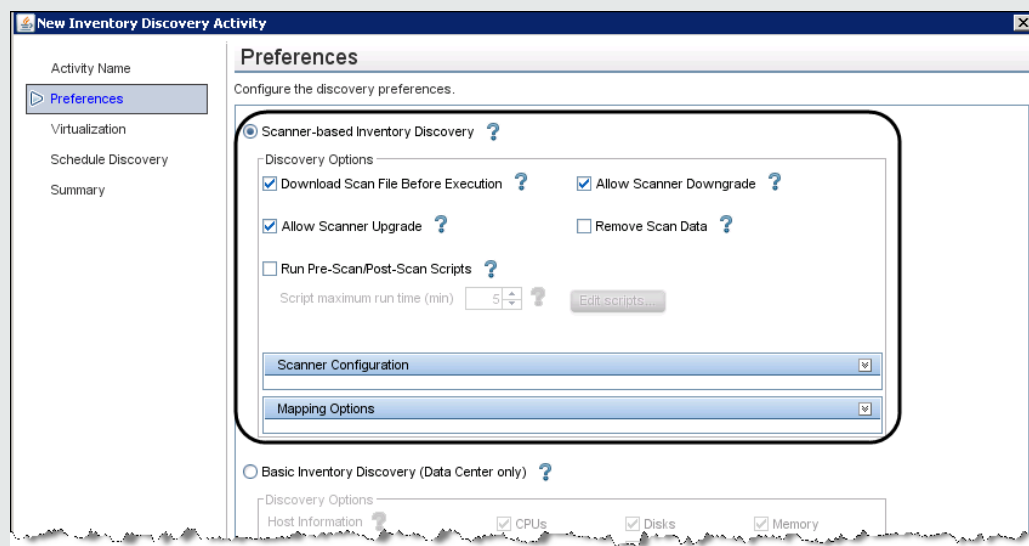 New Inventory Discovery Activity
Activity Name
Preferences
Virtualization
Schedule Discovery
Summary
Preferences
Configure the discovery preferences.
Scanner-based Inventory Discovery ?
Discovery Options
Download Scan File Before Execution ? Allow Scanner Downgrade ?
Allow Scanner Upgrade ? Remove Scan Data ?
Run Pre-Scan/Post-Scan Scripts ?
Script maximum run time (min) 5 ? Edit scripts...
Scanner Configuration
Mapping Options
Basic Inventory Discovery (Data Center only) ?
Discovery Options
Host Information ? CPUs Disks Memory